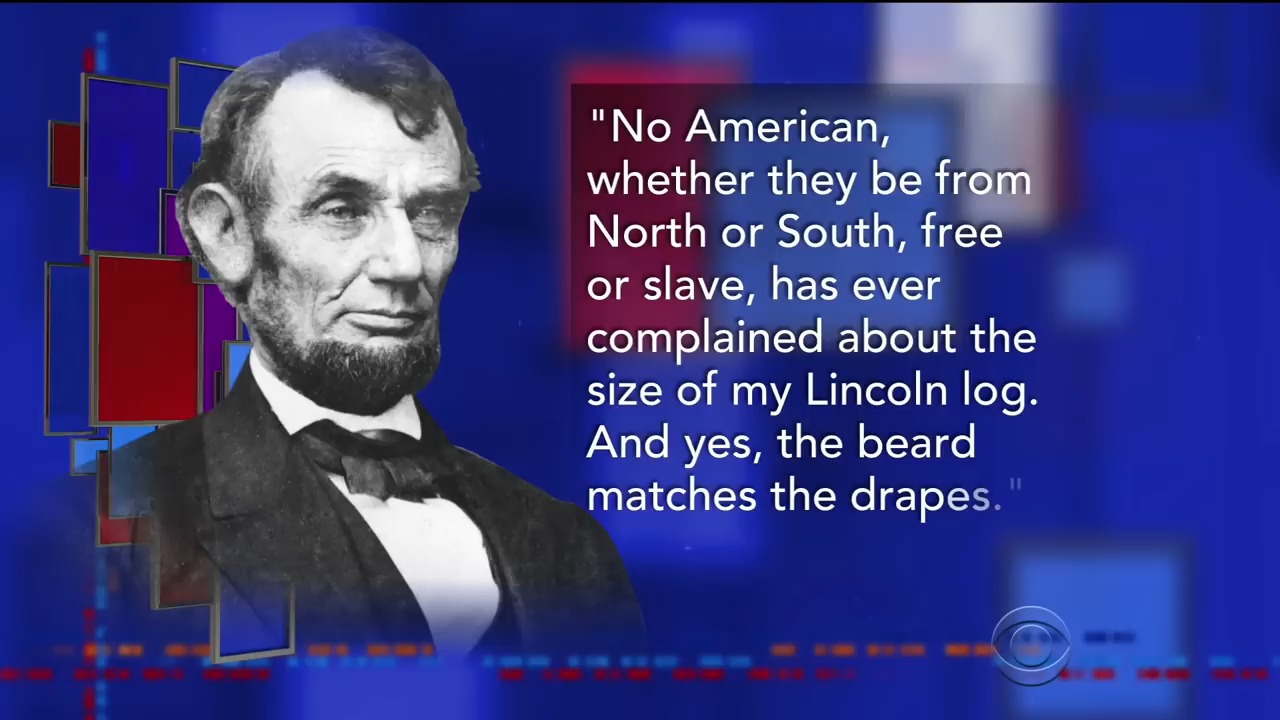 "No American,
whether they be from
North or South, free
or slave, has ever
complained about the
size of my Lincoln log.
And yes, the beard
matches the drapes."